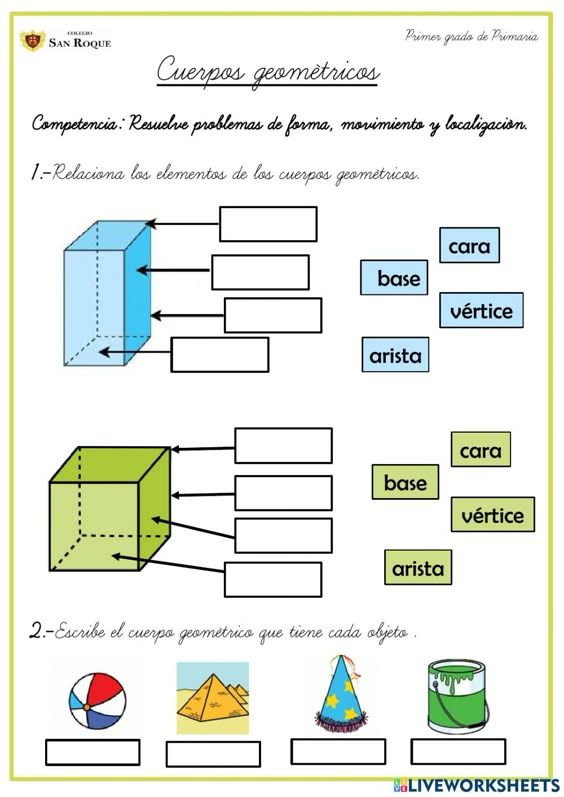 COLEGIO
SAN ROQUE
Primer grado de Primaria
Cuerpos geomètricos
Competencia: Resuelve problemas de forma, movimiento y localizaciòn.
1.-Relaciona los elementos de los cuerpos geomètricos.
cara
base
vértice
arista
cara
base
vértice
arista
2.-Escribe el cuerpo geomètrico que tiene cada objeto .
LIVE
LIVEWORKSHEETS